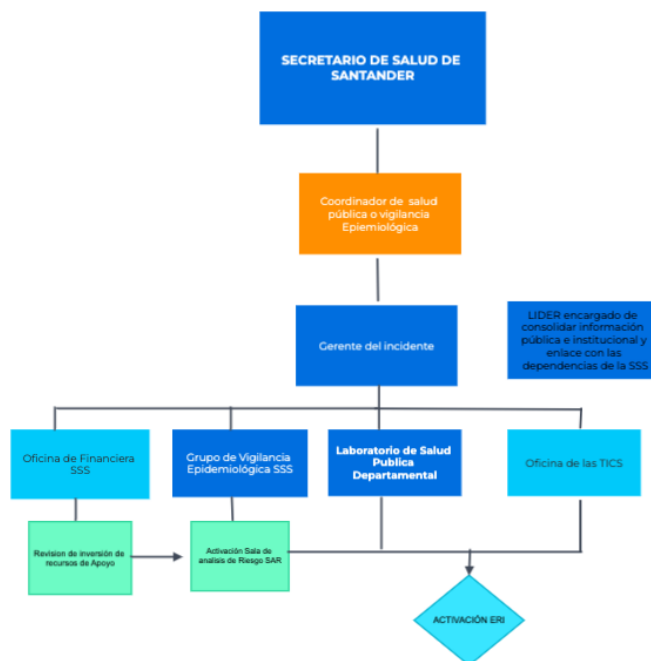 SECRETARIO DE SALUD DE
SANTANDER
Coordinador de salud
pública o vigilancia
Epiemiológica
Gerente del incidente
LIDER encargado de
consolidar información
pública e institucional y
enlace con las
dependencias de la SSS
Oficina de Financiera
SSS
Grupo de Vigilancia
Epidemiológica SSS
Laboratorio de Salud
Publica
Departamental
Oficina de las TICS
Revision de inversión de
recursos de Apoyo
Activación Sala de
analisis de Riesgo SAR
ACTIVACIÓN ERI